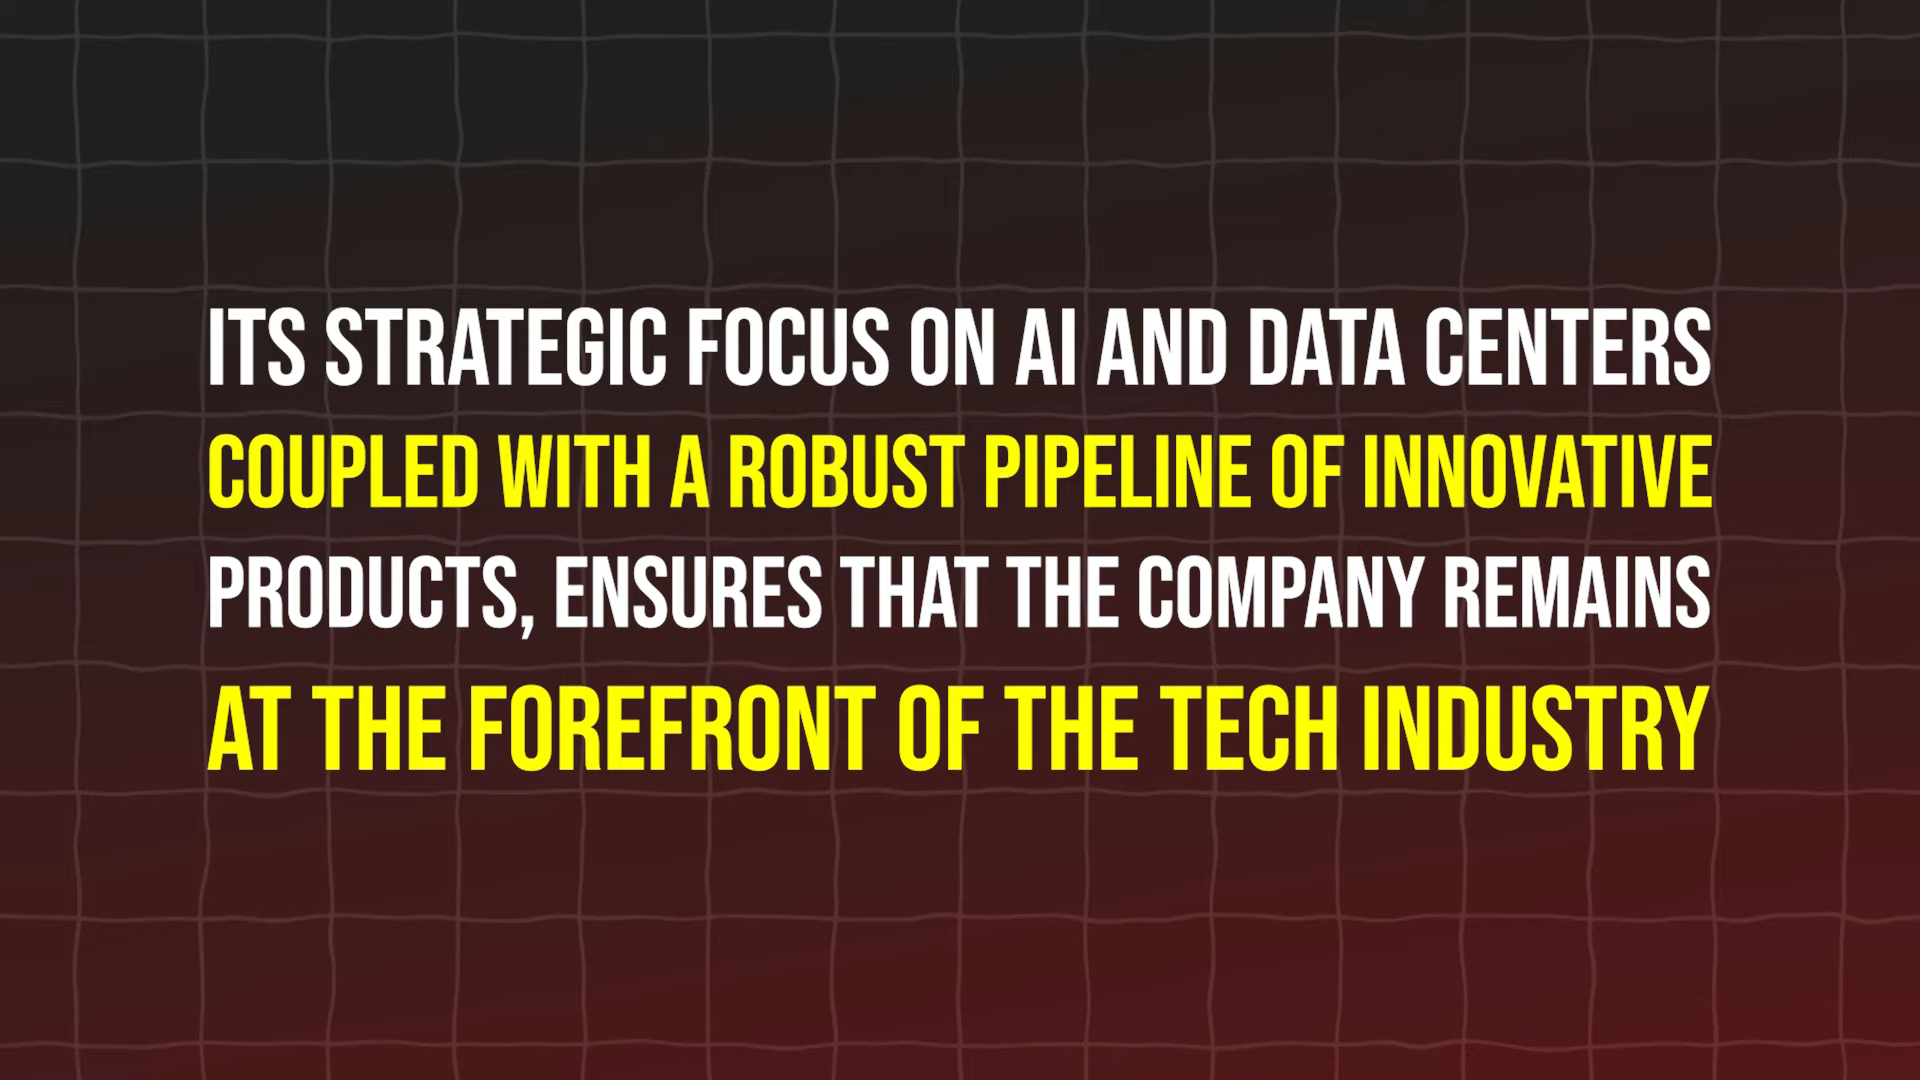 ITS STRATEGIC FOCUS ON AI AND DATA CENTERS
COUPLED WITH A ROBUST PIPELINE OF INNOVATIVE
PRODUCTS, ENSURES THAT THE COMPANY REMAINS
AT THE FOREFRONT OF THE TECH INDUSTRY